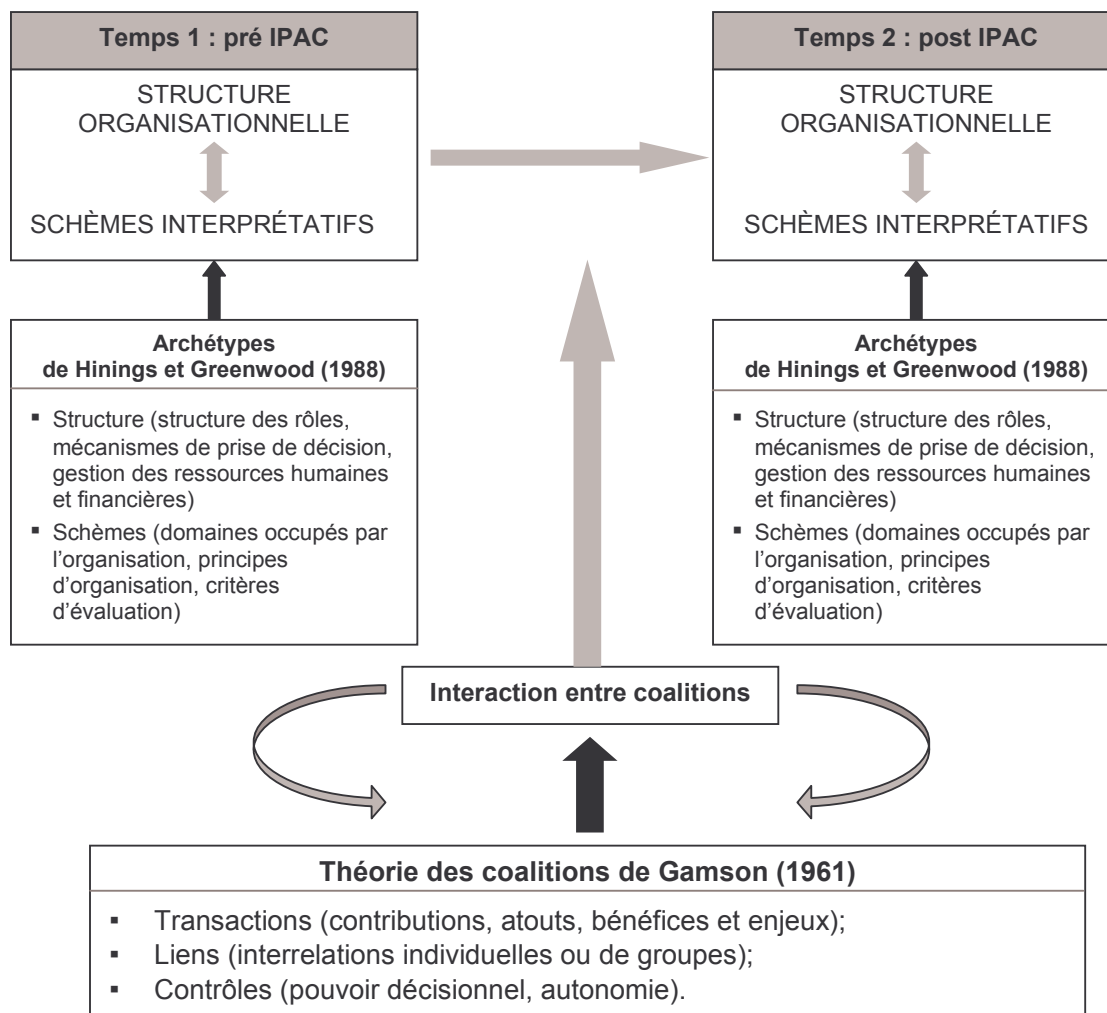 Temps 1 : pré IPAC
STRUCTURE
ORGANISATIONNELLE
SCHÈMES INTERPRÉTATIFS
Temps 2 : post IPAC
STRUCTURE
ORGANISATIONNELLE
SCHÈMES INTERPRÉTATIFS
Archétypes
de Hinings et Greenwood (1988)
▪ Structure (structure des rôles,
mécanismes de prise de décision,
gestion des ressources humaines
et financières)
▪ Schèmes (domaines occupés par
l’organisation, principes
d’organisation, critères
d’évaluation)
Archétypes
de Hinings et Greenwood (1988)
▪ Structure (structure des rôles,
mécanismes de prise de décision,
gestion des ressources humaines
et financières)
▪ Schèmes (domaines occupés par
l’organisation, principes
d’organisation, critères
d’évaluation)
Interaction entre coalitions
Théorie des coalitions de Gamson (1961)
▪ Transactions (contributions, atouts, bénéfices et enjeux);
▪ Liens (interrelations individuelles ou de groupes);
▪ Contrôles (pouvoir décisionnel, autonomie).